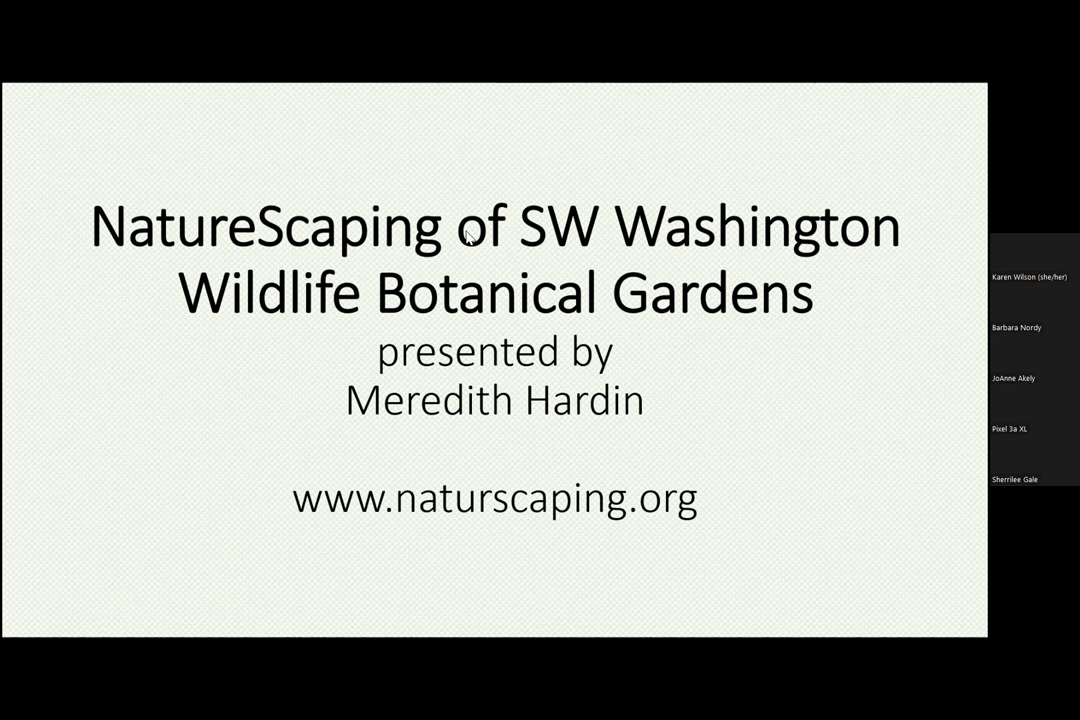 NatureScaping of SW Washington
Wildlife Botanical Gardens
presented by
Meredith Hardin
www.naturscaping.org
Karen Wilson (she/her)
Barbara Nordy
JoAnne Akely
Pixel 3a XL
Sherrilee Gale